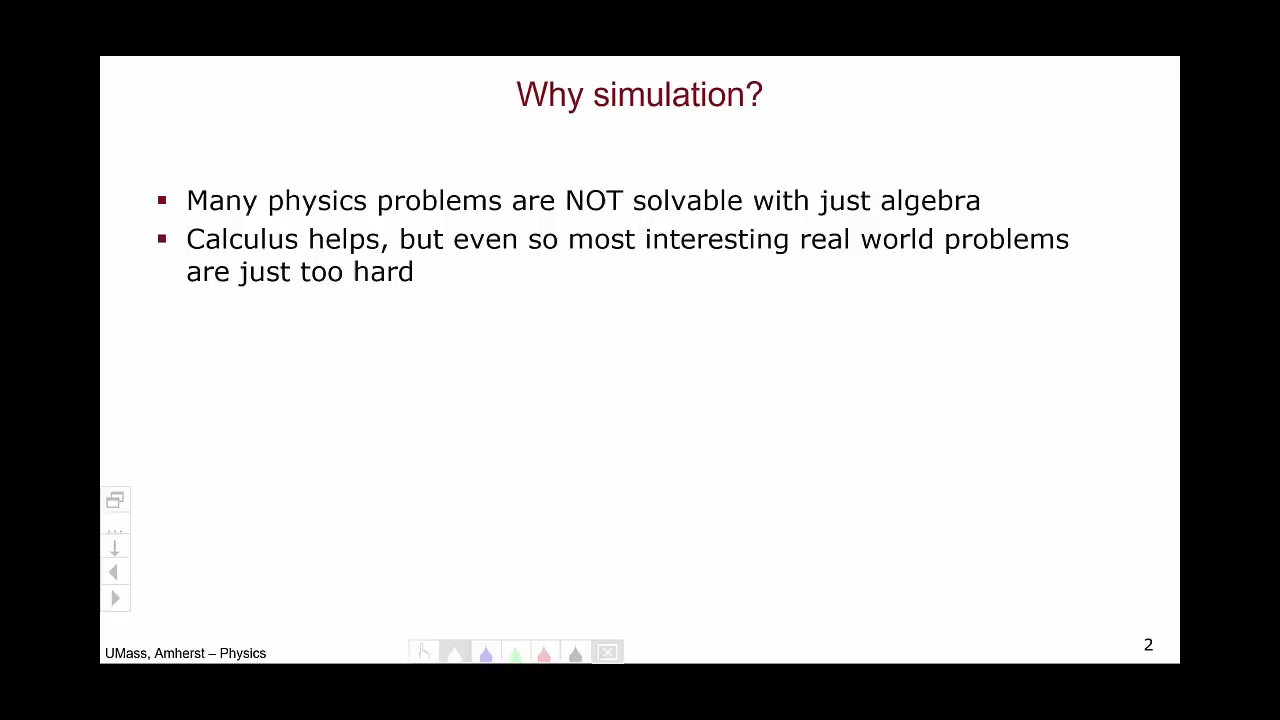 Why simulation?
▪ Many physics problems are NOT solvable with just algebra
▪ Calculus helps, but even so most interesting real world problems
are just too hard
UMass, Amherst – Physics
2